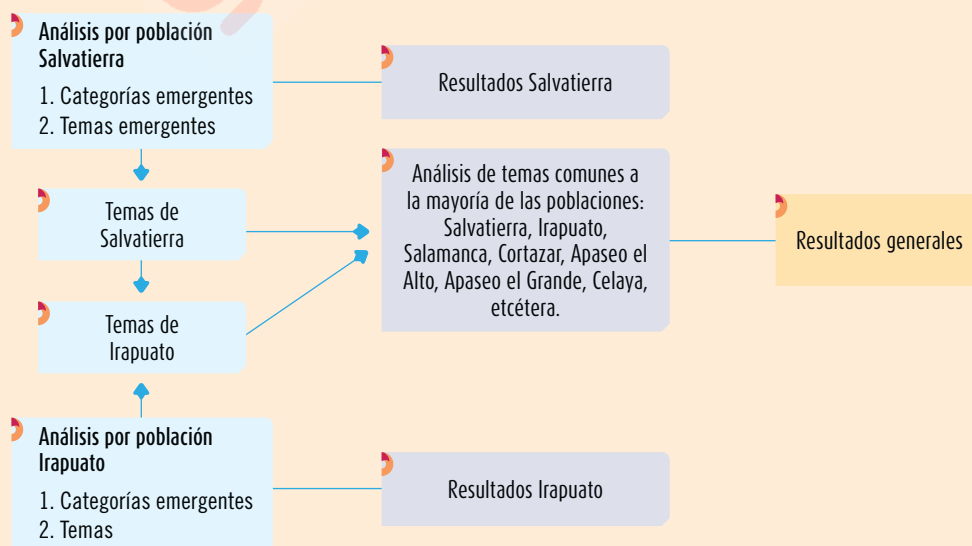 Análisis por población
Salvatierra
1. Categorías emergentes
2. Temas emergentes
Resultados Salvatierra
Temas de
Salvatierra
Análisis de temas comunes a
la mayoría de las poblaciones:
Salvatierra, Irapuato,
Salamanca, Cortazar, Apaseo el
Alto, Apaseo el Grande, Celaya,
etcétera.
Resultados generales
Temas de
Irapuato
Análisis por población
Irapuato
1. Categorías emergentes
2. Temas
Resultados Irapuato